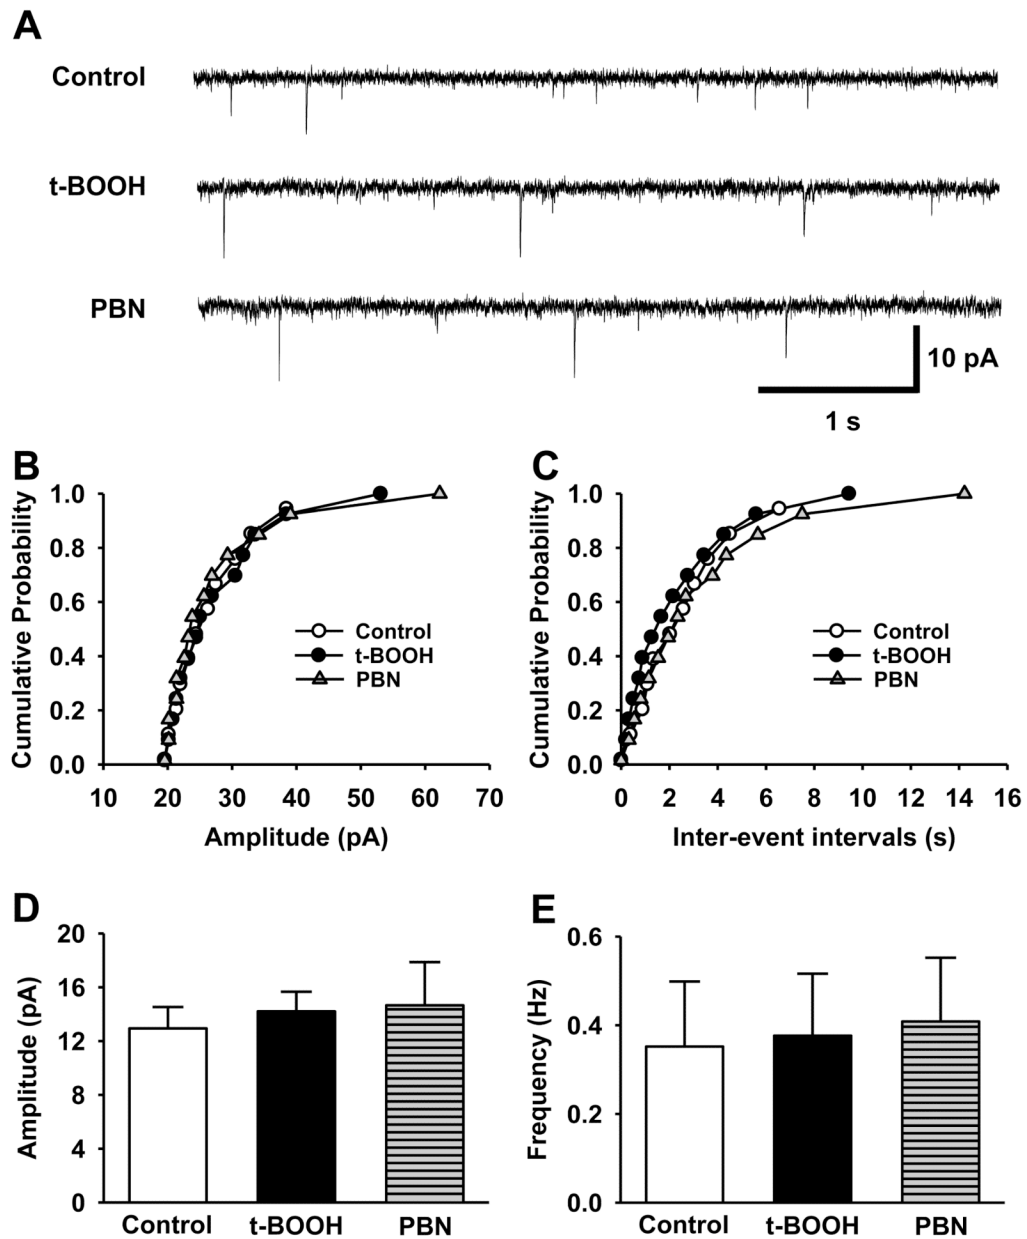 A
Control
t-BOOH
PBN
10 pA
1 s
B
Cumulative Probability
1.0
0.8
0.6
0.4
0.2
0.0
Control
t-BOOH
PBN
10 20 30 40 50 60 70
Amplitude (pA)
C
Cumulative Probability
1.0
0.8
0.6
0.4
0.2
0.0
Control
t-BOOH
PBN
0 2 4 6 8 10 12 14 16
Inter-event intervals (s)
D
Amplitude (pA)
20
16
12
8
4
0
Control t-BOOH PBN
E
Frequency (Hz)
0.6
0.4
0.2
0.0
Control t-BOOH PBN